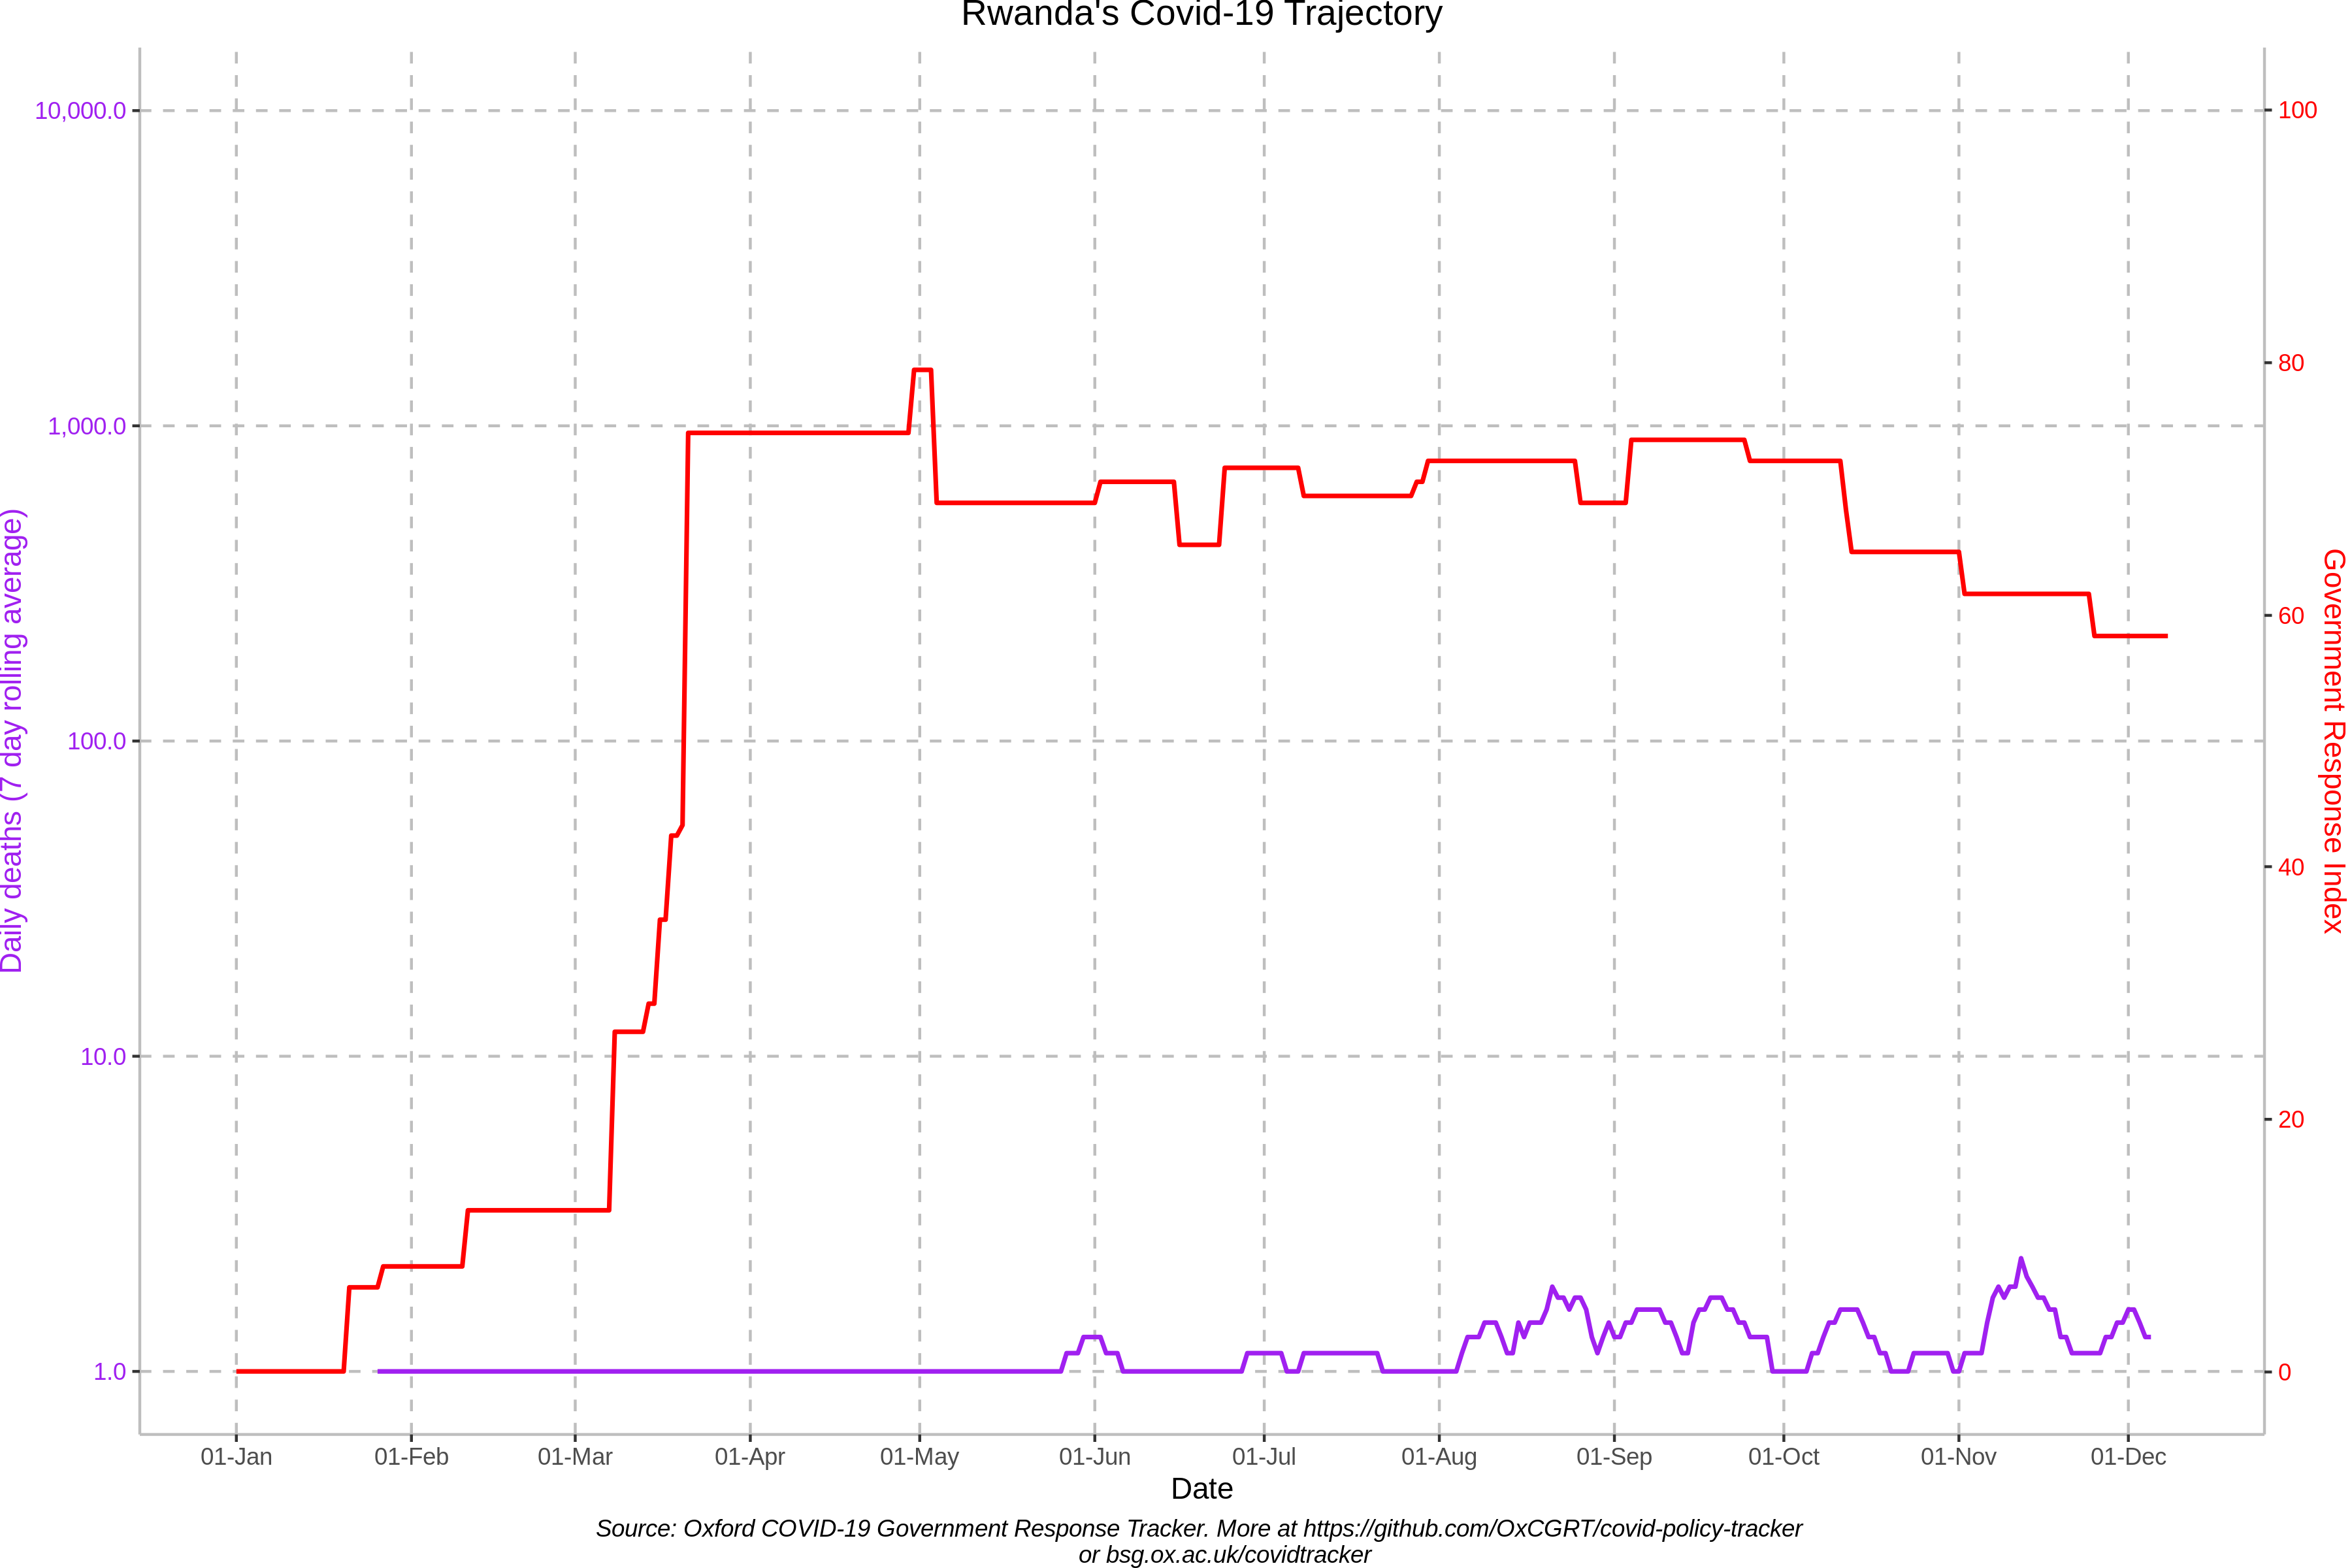 Rwanda's Covid-19 Trajectory
10,000.0
1,000.0
100.0
10.0
1.0
Daily deaths (7 day rolling average)
100
80
60
40
20
0
Government Response Index
01-Jan
01-Feb
01-Mar
01-Apr
01-May
01-Jun
01-Jul
01-Aug
01-Sep
01-Oct
01-Nov
01-Dec
Date
Source: Oxford COVID-19 Government Response Tracker. More at https://github.com/OxCGRT/covid-policy-tracker
or bsg.ox.ac.uk/covidtracker